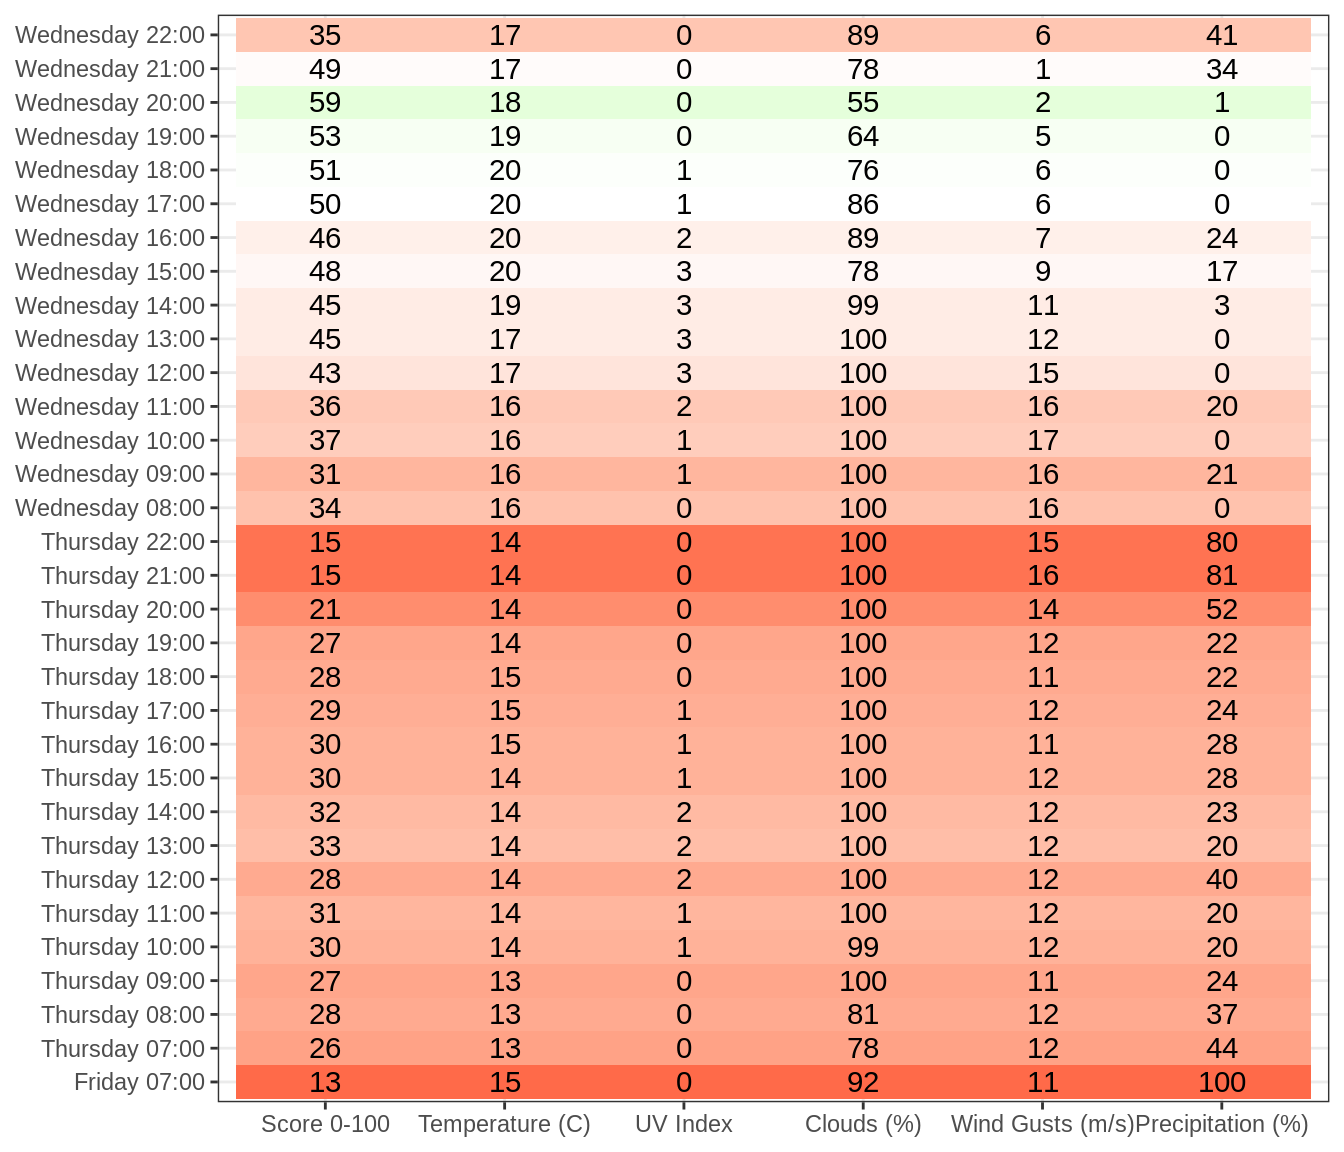 Wednesday 22:00 35 17 0 89 6 41
Wednesday 21:00 49 17 0 78 1 34
Wednesday 20:00 59 18 0 55 2 1
Wednesday 19:00 53 19 0 64 5 0
Wednesday 18:00 51 20 1 76 6 0
Wednesday 17:00 50 20 1 86 6 0
Wednesday 16:00 46 20 2 89 7 24
Wednesday 15:00 48 20 3 78 9 17
Wednesday 14:00 45 19 3 99 11 3
Wednesday 13:00 45 17 3 100 12 0
Wednesday 12:00 43 17 3 100 15 0
Wednesday 11:00 36 16 2 100 16 20
Wednesday 10:00 37 16 1 100 17 0
Wednesday 09:00 31 16 1 100 16 21
Wednesday 08:00 34 16 0 100 16 0
Thursday 22:00 15 14 0 100 15 80
Thursday 21:00 15 14 0 100 16 81
Thursday 20:00 21 14 0 100 14 52
Thursday 19:00 27 14 0 100 12 22
Thursday 18:00 28 15 0 100 11 22
Thursday 17:00 29 15 1 100 12 24
Thursday 16:00 30 15 1 100 11 28
Thursday 15:00 30 14 1 100 12 28
Thursday 14:00 32 14 2 100 12 23
Thursday 13:00 33 14 2 100 12 20
Thursday 12:00 28 14 2 100 12 40
Thursday 11:00 31 14 1 100 12 20
Thursday 10:00 30 14 1 99 12 20
Thursday 09:00 27 13 0 100 11 24
Thursday 08:00 28 13 0 81 12 37
Thursday 07:00 26 13 0 78 12 44
Friday 07:00 13 15 0 92 11 100
Score 0-100 Temperature (C) UV Index Clouds (%) Wind Gusts (m/s) Precipitation (%)